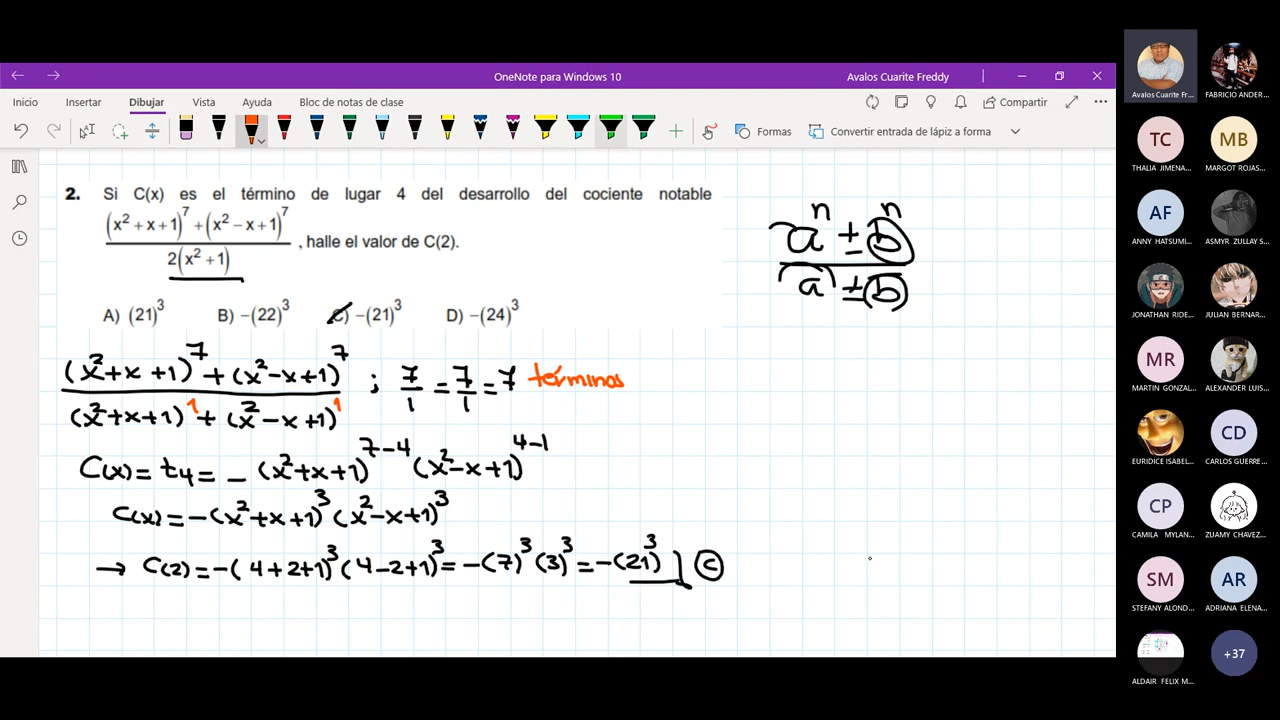 OneNote para Windows 10
Avalos Cuarite Freddy
Inicio Insertar Dibujar Vista Ayuda Bloc de notas de clase
Compartir
Formas Convertir entrada de lápiz a forma
2. Si C(x) es el término de lugar 4 del desarrollo del cociente notable
(x² + x + 1)⁷ + (x² − x + 1)⁷
2(x² + 1)
, halle el valor de C(2).
A) (21)³ B) −(22)³ C) −(21)³ D) −(24)³
aⁿ ± bⁿ
a ± b
(x²+x+1)⁷ + (x²−x+1)⁷
(x²+x+1)¹ + (x²−x+1)¹
; 7/1 = 7/1 = 7 términos
C(x) = t4 = − (x²+x+1)⁷⁻⁴ (x²−x+1)⁴⁻¹
C(x) = −(x²+x+1)³ (x²−x+1)³
→ C(2) = −(4+2+1)³ (4−2+1)³ = −(7)³ (3)³ = −(21)³ C
Avalos Cuarite Fr...
FABRICIO ANDER...
TC
THALIA JIMENA...
MB
MARGOT ROJAS...
AF
ANNY HATSUMI...
ASMYR ZULLAY S...
JONATHAN RIDE...
JULIAN BERNAR...
MR
MARTIN GONZAL...
ALEXANDER LUIS...
EURIDICE ISABEL...
CD
CARLOS GUERRE...
CP
CAMILA MYLAN...
ZUAMY CHAVEZ...
SM
STEFANY ALOND...
AR
ADRIANA ELENA...
ALDAIR FELIX M...
+37